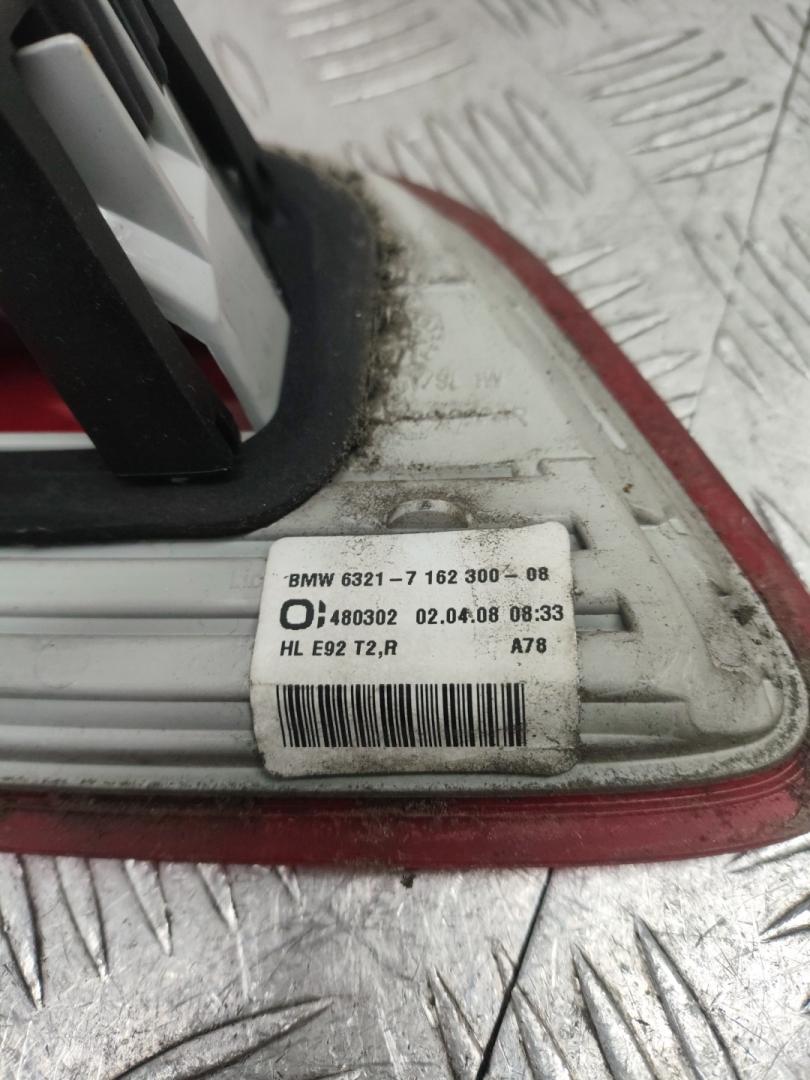 BMW 6321-7 162 300-08
480302 02.04.08 08:33
HL E92 T2,R A78